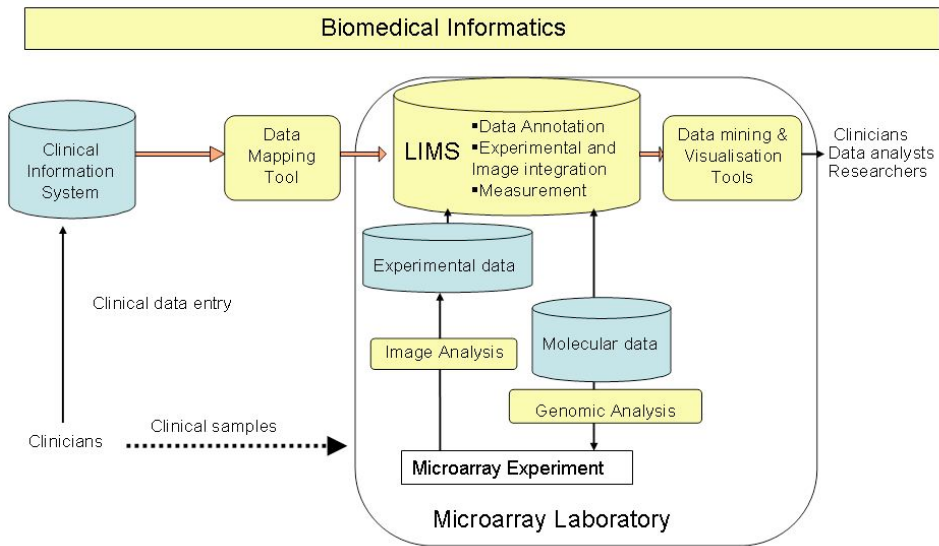 Biomedical Informatics
Clinical
Information
System
Data
Mapping
Tool
LIMS
▪Data Annotation
▪Experimental and
Image integration
▪Measurement
Data mining &
Visualisation
Tools
Clinicians
Data analysts
Researchers
Experimental data
Clinical data entry
Image Analysis
Molecular data
Genomic Analysis
Clinicians
Clinical samples
Microarray Experiment
Microarray Laboratory